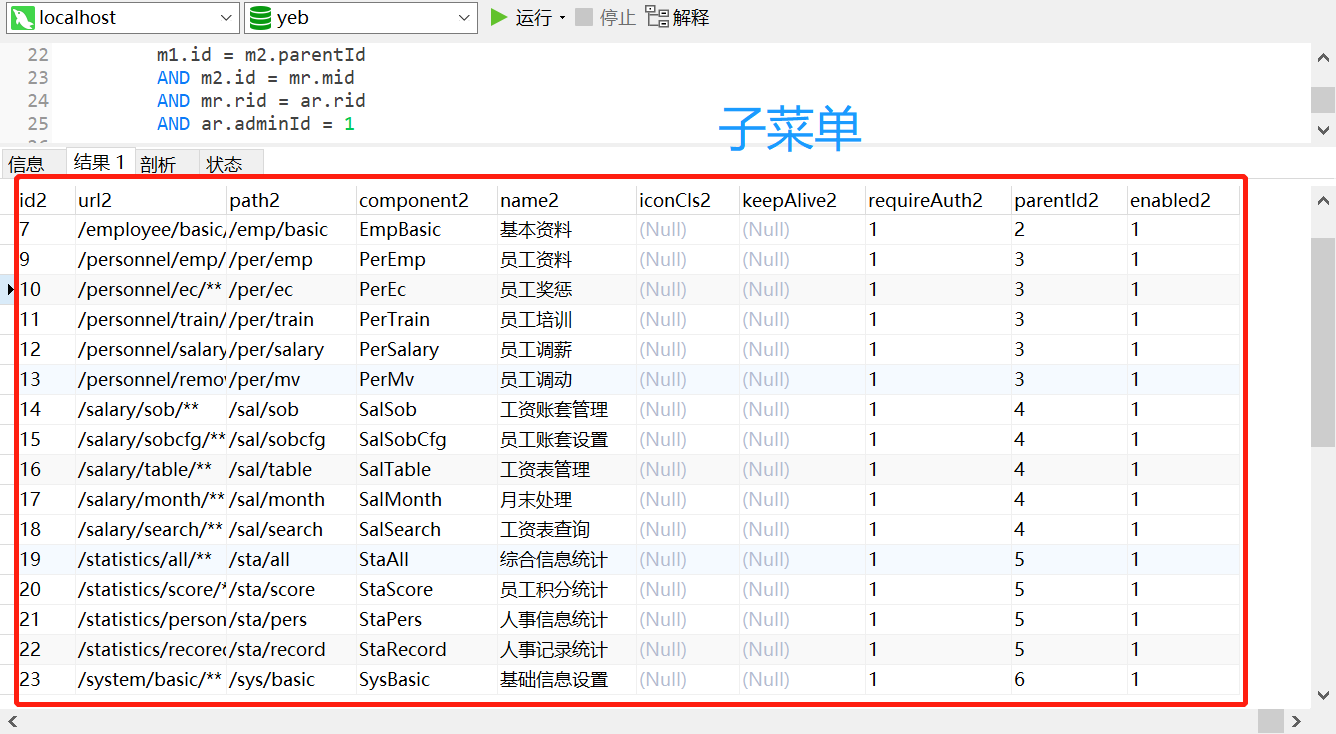 localhost yeb 运行 停止 解释
22 m1.id = m2.parentId
23 AND m2.id = mr.mid
24 AND mr.rid = ar.rid
25 AND ar.adminId = 1
子菜单
信息 结果 1 剖析 状态
id2 url2 path2 component2 name2 iconCls2 keepAlive2 requireAuth2 parentId2 enabled2
7 /employee/basic/ /emp/basic EmpBasic 基本资料 (Null) (Null) 1 2 1
9 /personnel/emp/ /per/emp PerEmp 员工资料 (Null) (Null) 1 3 1
10 /personnel/ec/** /per/ec PerEc 员工奖惩 (Null) (Null) 1 3 1
11 /personnel/train/ /per/train PerTrain 员工培训 (Null) (Null) 1 3 1
12 /personnel/salary /per/salary PerSalary 员工调薪 (Null) (Null) 1 3 1
13 /personnel/remov /per/mv PerMv 员工调动 (Null) (Null) 1 3 1
14 /salary/sob/** /sal/sob SalSob 工资账套管理 (Null) (Null) 1 4 1
15 /salary/sobcfg/** /sal/sobcfg SalSobCfg 员工账套设置 (Null) (Null) 1 4 1
16 /salary/table/** /sal/table SalTable 工资表管理 (Null) (Null) 1 4 1
17 /salary/month/** /sal/month SalMonth 月末处理 (Null) (Null) 1 4 1
18 /salary/search/** /sal/search SalSearch 工资表查询 (Null) (Null) 1 4 1
19 /statistics/all/** /sta/all StaAll 综合信息统计 (Null) (Null) 1 5 1
20 /statistics/score/* /sta/score StaScore 员工积分统计 (Null) (Null) 1 5 1
21 /statistics/person /sta/pers StaPers 人事信息统计 (Null) (Null) 1 5 1
22 /statistics/recored /sta/record StaRecord 人事记录统计 (Null) (Null) 1 5 1
23 /system/basic/** /sys/basic SysBasic 基础信息设置 (Null) (Null) 1 6 1